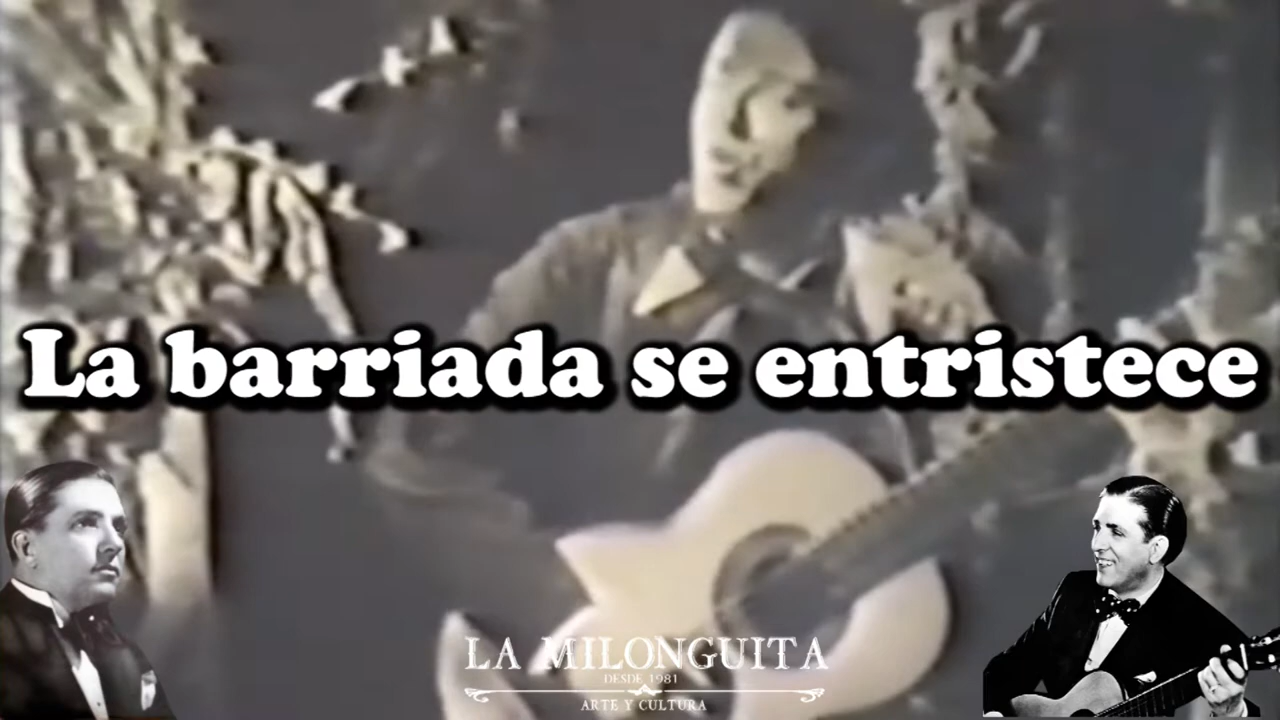 La barriada se entristece
LA MILONGUITA
DESDE 1981
ARTE Y CULTURA